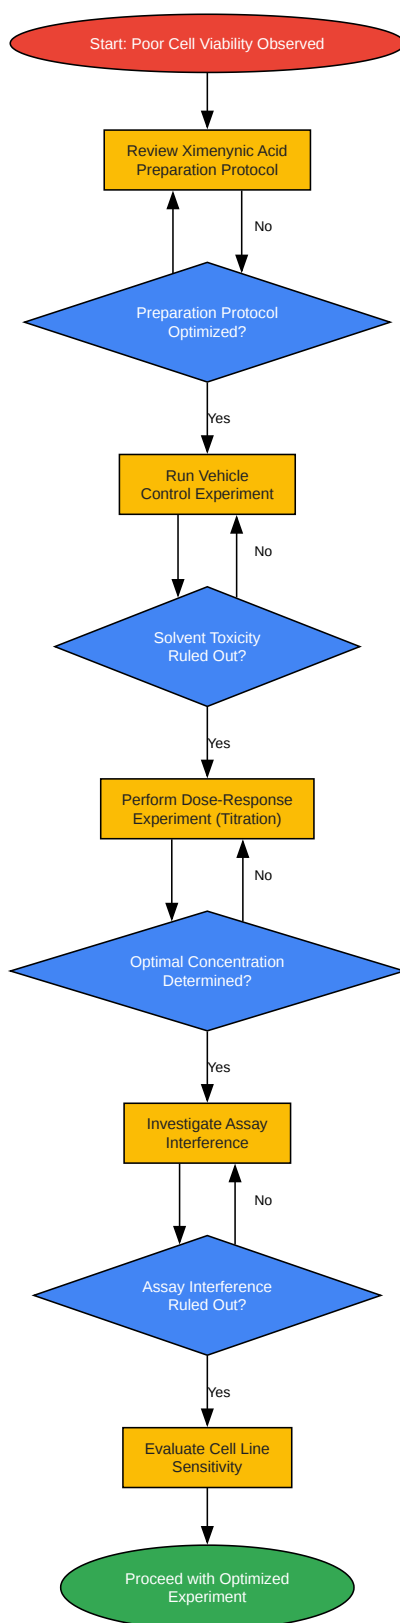 Start: Poor Cell Viability Observed
Review Ximenynic Acid
Preparation Protocol
No
Preparation Protocol
Optimized?
Yes
Run Vehicle
Control Experiment
No
Solvent Toxicity
Ruled Out?
Yes
Perform Dose-Response
Experiment (Titration)
No
Optimal Concentration
Determined?
Yes
Investigate Assay
Interference
No
Assay Interference
Ruled Out?
Yes
Evaluate Cell Line
Sensitivity
Proceed with Optimized
Experiment